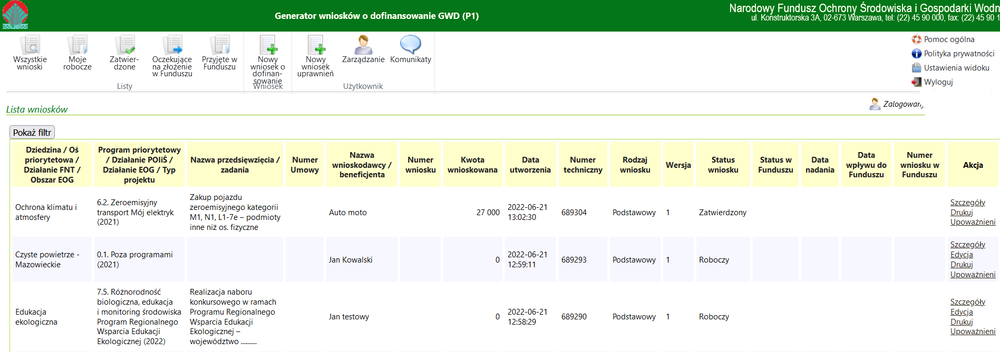 Generator wniosków o dofinansowanie GWD (P1)
Narodowy Fundusz Ochrony Środowiska i Gospodarki Wodn
ul. Konstruktorska 3A, 02-673 Warszawa, tel: (22) 45 90 000, fax: (22) 45 90 1
Wszystkie
wnioski
Moje
robocze
Zatwier-
dzone
Oczekujące
na złożenie
w Funduszu
Przyjęte w
Funduszu
Listy
Nowy
wniosek o
dofinan-
sowanie
Wniosek
Nowy
wniosek
uprawnień
Zarządzanie
Komunikaty
Użytkownik
Pomoc ogólna
Polityka prywatności
Ustawienia widoku
Wyloguj
Zalogowany
Lista wniosków
Pokaż filtr
Dziedzina / Oś
priorytetowa /
Działanie FNT /
Obszar EOG
Program priorytetowy
/ Działanie POIiŚ /
Działanie EOG / Typ
projektu
Nazwa przedsięwzięcia /
zadania
Numer
Umowy
Nazwa
wnioskodawcy /
beneficjenta
Numer
wniosku
Kwota
wnioskowana
Data
utworzenia
Numer
techniczny
Rodzaj
wniosku
Wersja
Status
wniosku
Status w
Funduszu
Data
nadania
Data
wpływu do
Funduszu
Numer
wniosku w
Funduszu
Akcja
Ochrona klimatu i
atmosfery
6.2. Zeroemisyjny
transport Mój elektryk
(2021)
Zakup pojazdu
zeroemisyjnego kategorii
M1, N1, L1-7e – podmioty
inne niż os. fizyczne
Auto moto
27 000
2022-06-21
13:02:30
689304
Podstawowy
1
Zatwierdzony
Szczegóły
Drukuj
Upoważnieni
Czyste powietrze -
Mazowieckie
0.1. Poza programami
(2021)
Jan Kowalski
0
2022-06-21
12:59:11
689293
Podstawowy
1
Roboczy
Szczegóły
Edycja
Drukuj
Upoważnieni
Edukacja
ekologiczna
7.5. Różnorodność
biologiczna, edukacja
i monitoring środowiska
Program Regionalnego
Wsparcia Edukacji
Ekologicznej (2022)
Realizacja naboru
konkursowego w ramach
Programu Regionalnego
Wsparcia Edukacji
Ekologicznej –
województwo ..........
Jan testowy
0
2022-06-21
12:58:29
689290
Podstawowy
1
Roboczy
Szczegóły
Edycja
Drukuj
Upoważnieni